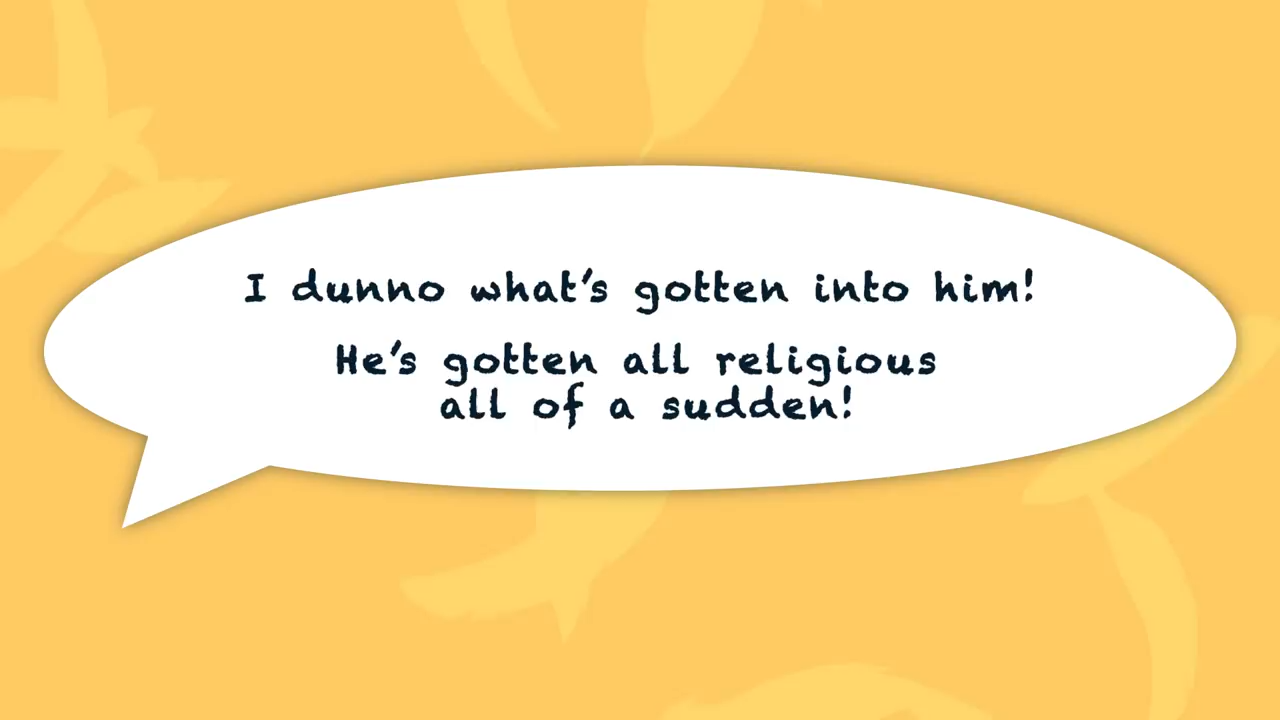 I dunno what's gotten into him!
He's gotten all religious
all of a sudden!